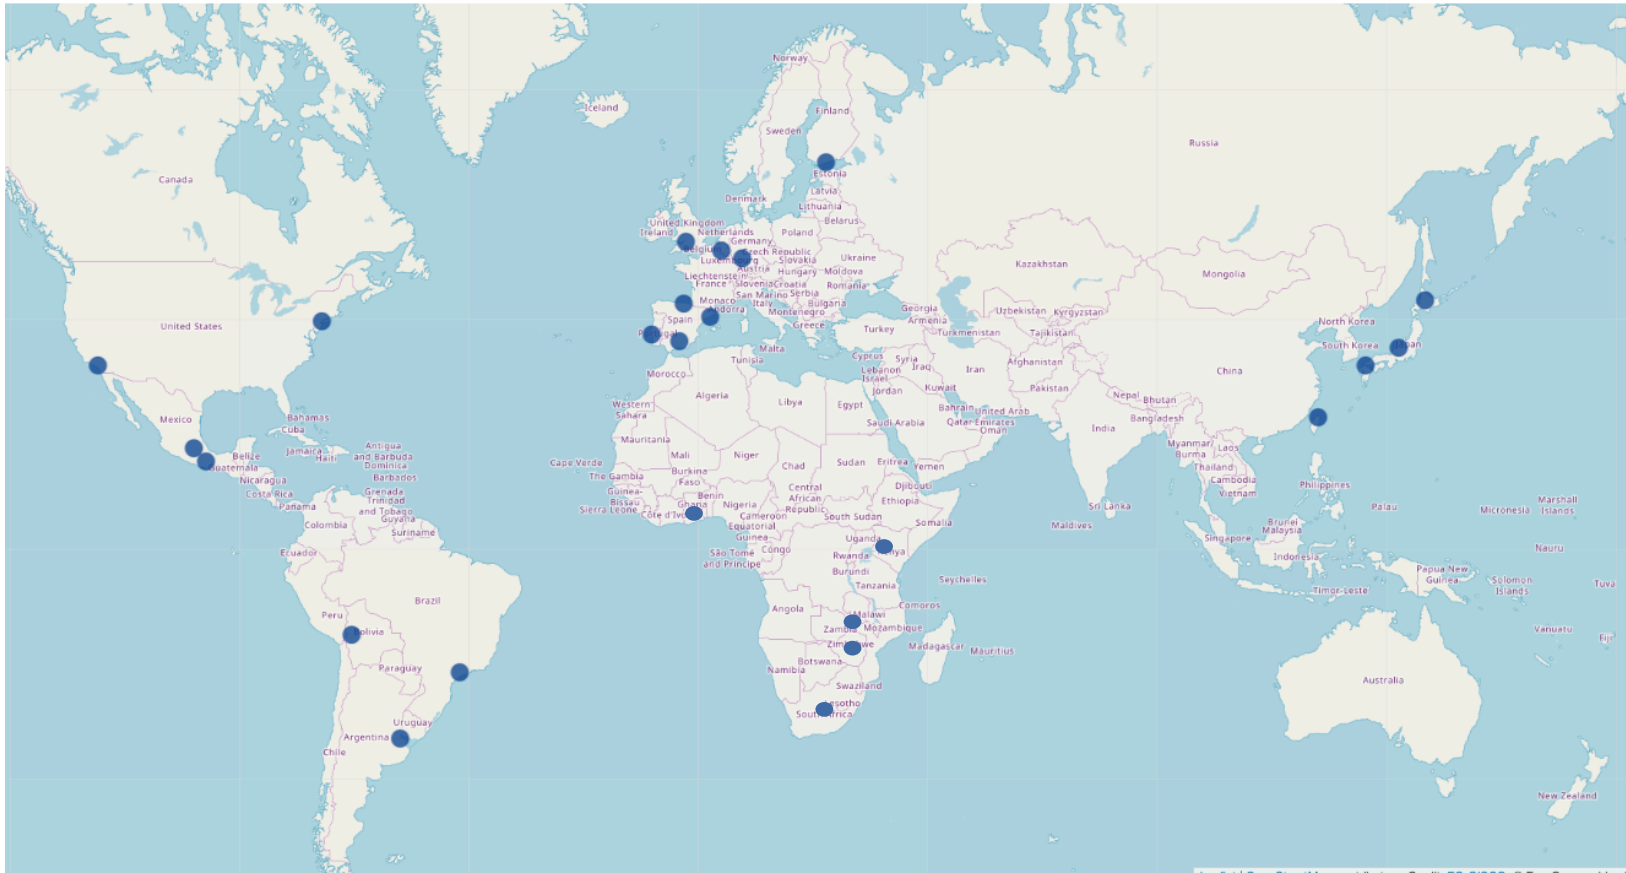 Norway
Iceland
Finland
Sweden
Russia
Canada
Estonia
Latvia
Denmark
Lithuania
Belarus
United Kingdom
Ireland
Netherlands
Poland
Germany
Belgium
Czech Republic
Luxembourg
Slovakia
Ukraine
Austria
Kazakhstan
Liechtenstein
Hungary
Moldova
Mongolia
France
Slovenia
Croatia
Romania
San Marino
Serbia
Monaco
Italy
Bulgaria
Andorra
Montenegro
Georgia
Uzbekistan
Kyrgyzstan
Spain
Armenia
North Korea
United States
Greece
Turkey
Turkmenistan
Tajikistan
South Korea
Malta
Tunisia
Cyprus
Syria
Lebanon
Iraq
Israel
Afghanistan
Iran
China
Morocco
Jordan
Kuwait
Pakistan
Algeria
Libya
Egypt
Nepal
Bhutan
Western
Sahara
Bahrain
United Arab
Emirates
Qatar
Oman
Bangladesh
Mexico
Bahamas
Cuba
Saudi Arabia
India
Mauritania
Myanmar/
Burma
Laos
Belize
Jamaica
Haiti
Antigua
and Barbuda
Dominica
Barbados
Cape Verde
Mali
Niger
Chad
Sudan
Eritrea
Yemen
Thailand
Guatemala
Nicaragua
The Gambia
Burkina
Faso
Djibouti
Cambodia
Vietnam
Philippines
Costa Rica
Grenada
Trinidad
and Tobago
Guinea-
Bissau
Benin
Central
African
Republic
Ethiopia
Marshall
Islands
Panama
Sierra Leone
Ghana
Nigeria
Sri Lanka
Palau
Micronesia
Guyana
Colombia
Suriname
Cameroon
South Sudan
Somalia
Maldives
Brunei
Malaysia
Equatorial
Guinea
Uganda
Singapore
Ecuador
São Tomé
and Principe
Congo
Rwanda
Indonesia
Nauru
Burundi
Seychelles
Papua New
Guinea
Solomon
Islands
Tanzania
Timor-Leste
Brazil
Angola
Comoros
Peru
Malawi
Zambia
Mozambique
Vanuatu
Madagascar
Mauritius
Paraguay
Botswana
Namibia
Swaziland
Australia
Lesotho
South Africa
Uruguay
Argentina
Chile
New Zealand